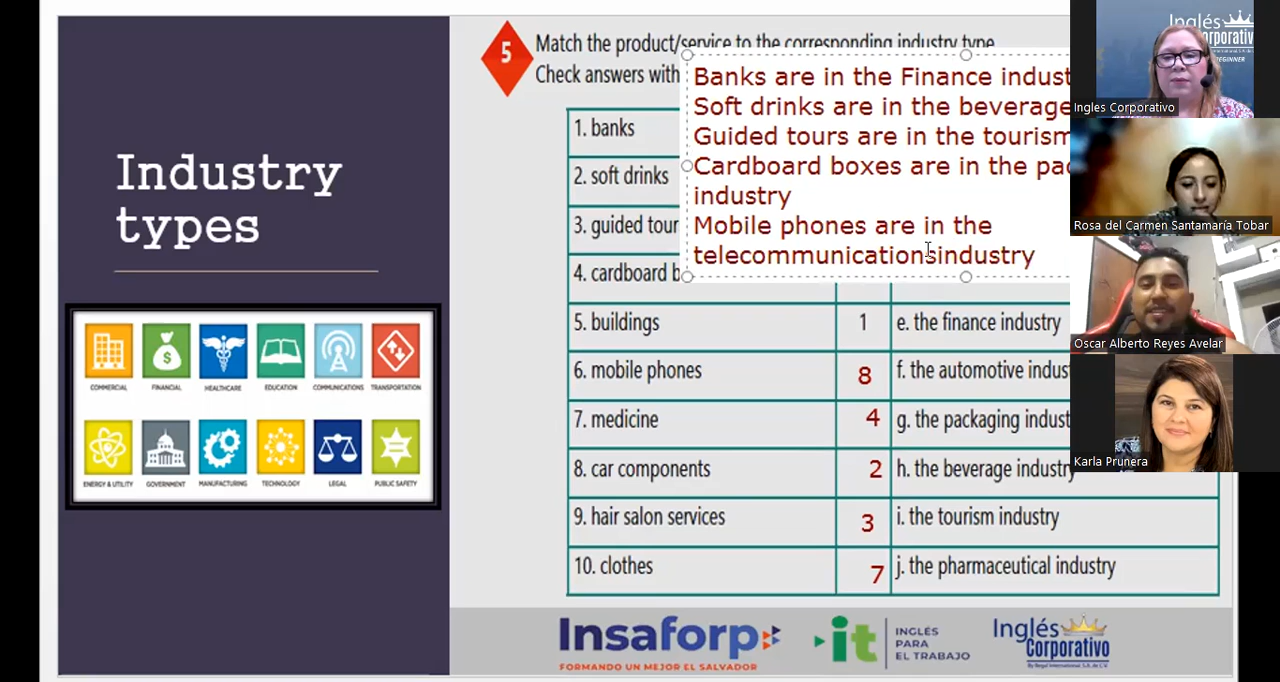 Industry
types
COMMERCIAL
FINANCIAL
HEALTHCARE
EDUCATION
COMMUNICATIONS
TRANSPORTATION
ENERGY & UTILITY
GOVERNMENT
MANUFACTURING
TECHNOLOGY
LEGAL
PUBLIC SAFETY
5
Match the product/service to the corresponding industry type
Check answers with
Banks are in the Finance indust
Soft drinks are in the beverage
Guided tours are in the tourism
Cardboard boxes are in the pac
industry
Mobile phones are in the
telecommunicationsindustry
1. banks
2. soft drinks
3. guided tour
4. cardboard b
5. buildings 1 e. the finance industry
6. mobile phones 8 f. the automotive indust
7. medicine 4 g. the packaging indust
8. car components 2 h. the beverage industry
9. hair salon services 3 i. the tourism industry
10. clothes 7 j. the pharmaceutical industry
Insaforp
FORMANDO UN MEJOR EL SALVADOR
it
INGLÉS
PARA
EL TRABAJO
Inglés
Corporativo
Inglés
Corporativo
Ingles Corporativo
Rosa del Carmen Santamaría Tobar
Oscar Alberto Reyes Avelar
Karla Prunera